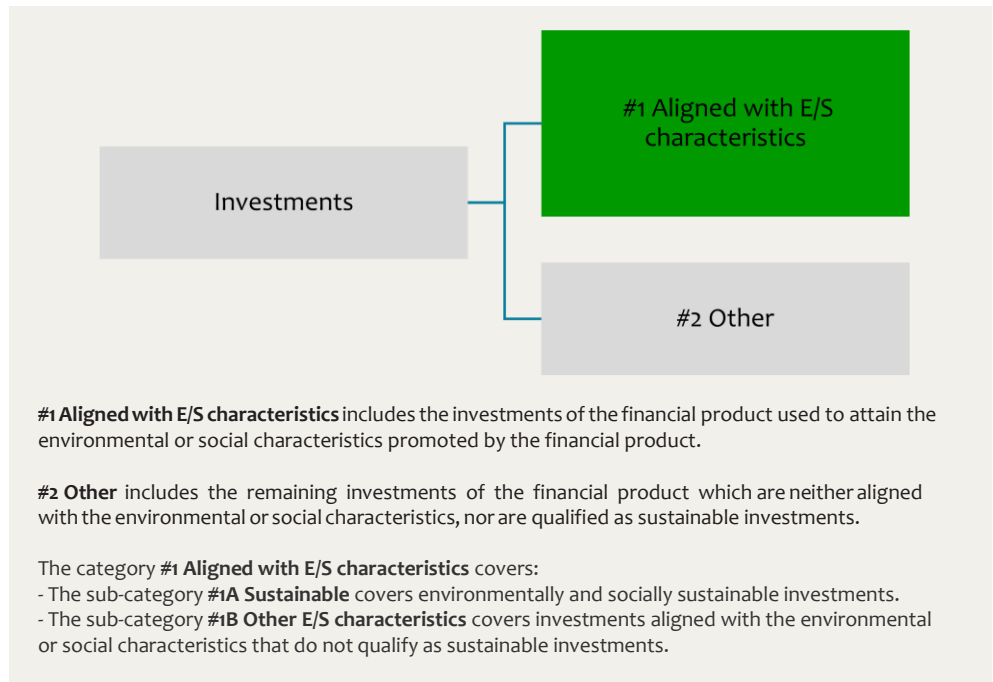 #1 Aligned with E/S
characteristics
Investments
#2 Other
#1 Aligned with E/S characteristics includes the investments of the financial product used to attain the
environmental or social characteristics promoted by the financial product.
#2 Other includes the remaining investments of the financial product which are neither aligned
with the environmental or social characteristics, nor are qualified as sustainable investments.
The category #1 Aligned with E/S characteristics covers:
- The sub-category #1A Sustainable covers environmentally and socially sustainable investments.
- The sub-category #1B Other E/S characteristics covers investments aligned with the environmental
or social characteristics that do not qualify as sustainable investments.